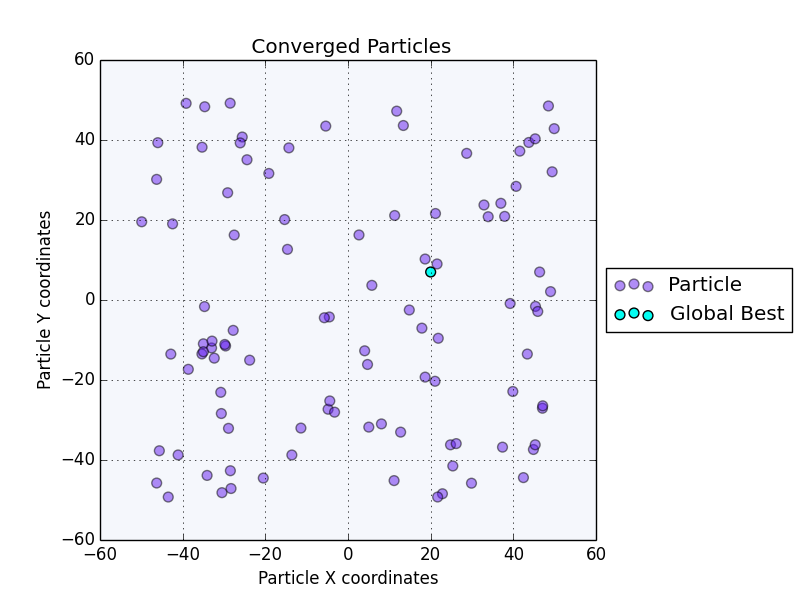 Converged Particles
60
40
20
0
−20
−40
−60
−60 −40 −20 0 20 40 60
Particle Y coordinates
Particle X coordinates
Particle
Global Best